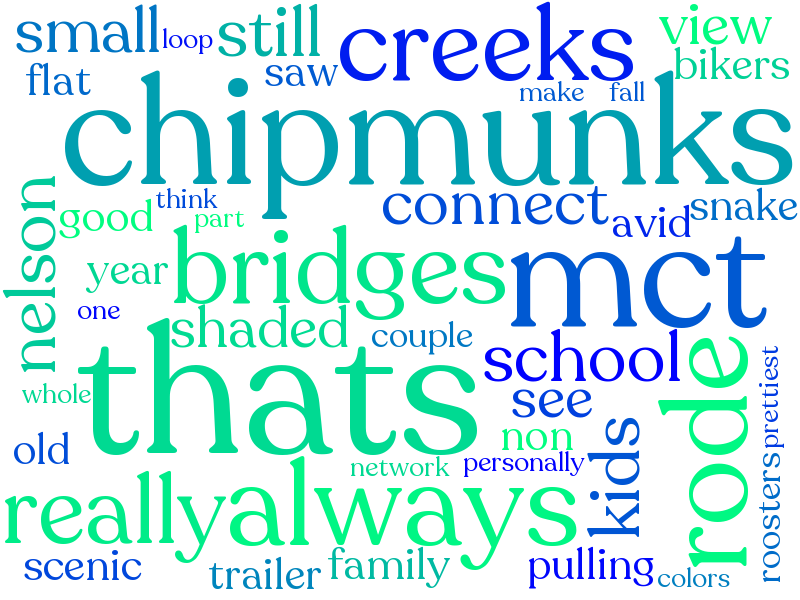 small
loop
still
creeks
view
bikers
flat
saw
make
fall
chipmunks
think
good
part
connect
avid
snake
nelson
year
bridges
mct
one
shaded
couple
thats
school
see
whole
old
non
network
personally
kids
rode
prettiest
roosters
really
always
scenic
trailer
family
pulling
colors